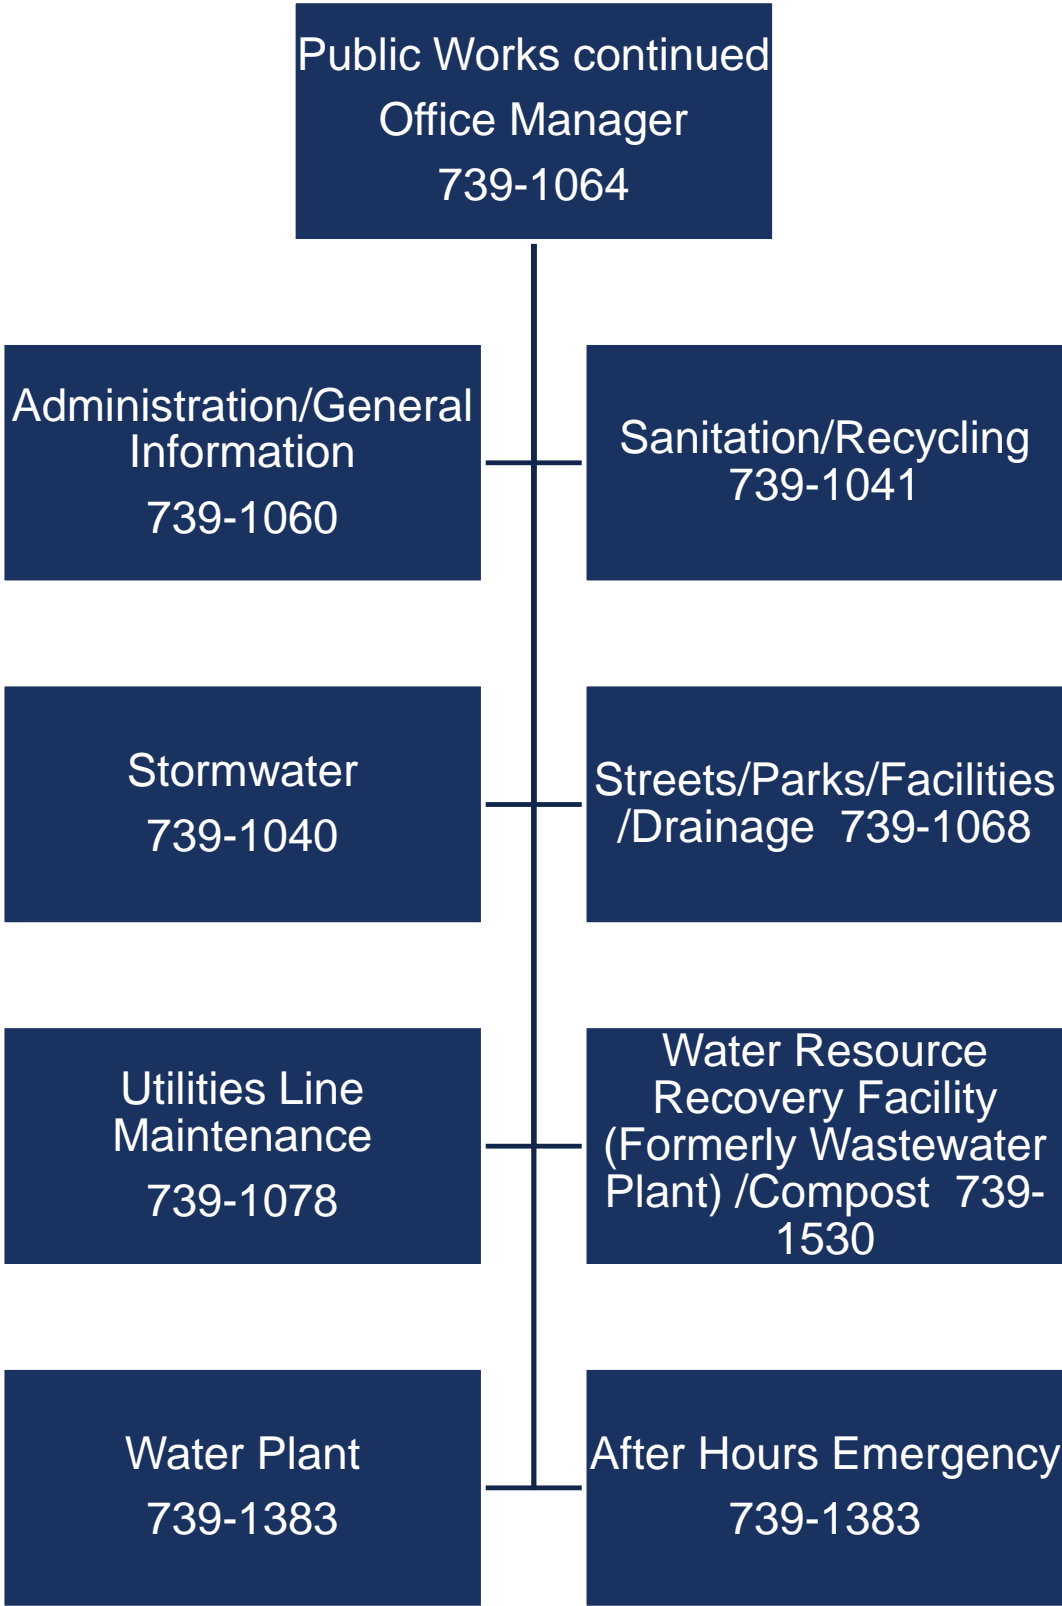 Public Works continued
Office Manager
739-1064
Administration/General
Information
739-1060
Sanitation/Recycling
739-1041
Stormwater
739-1040
Streets/Parks/Facilities
/Drainage  739-1068
Utilities Line
Maintenance
739-1078
Water Resource
Recovery Facility
(Formerly Wastewater
Plant) /Compost  739-
1530
Water Plant
739-1383
After Hours Emergency
739-1383